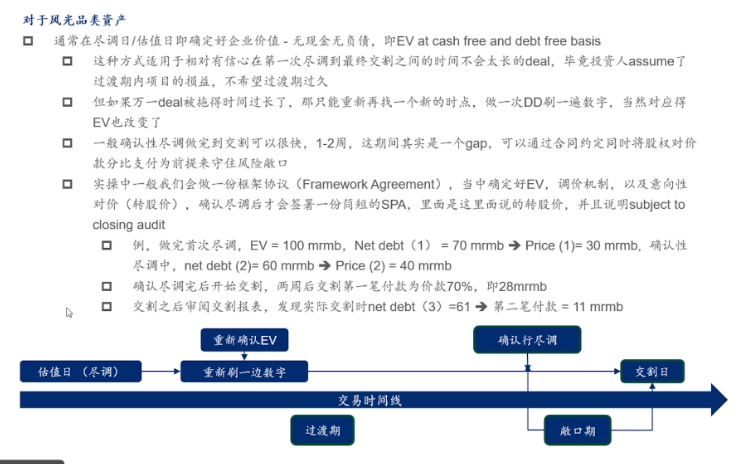 对于风光品类资产
通常在尽调日/估值日即确定好企业价值 - 无现金无负债，即EV at cash free and debt free basis
这种方式适用于相对有信心在第一次尽调到最终交割之间的时间不会太长的deal，毕竟投资人assume了
过渡期内项目的损益，不希望过渡期过久
但如果万一deal被拖得时间过长了，那只能重新再找一个新的时点，做一次DD刷一遍数字，当然对应得
EV也改变了
一般确认性尽调做完到交割可以很快，1-2周，这期间其实是一个gap，可以通过合同约定同时将股权对价
款分比支付为前提来守住风险敞口
实操中一般我们会做一份框架协议（Framework Agreement），当中确定好EV，调价机制，以及意向性
对价（转股价），确认尽调后才会签署一份简短的SPA，里面是这里面说的转股价，并且说明subject to
closing audit
例，做完首次尽调，EV = 100 mrmb，Net debt（1） = 70 mrmb ➔ Price (1)= 30 mrmb，确认性
尽调中，net debt (2)= 60 mrmb ➔ Price (2) = 40 mrmb
确认尽调完后开始交割，两周后交割第一笔付款为价款70%，即28mrmb
交割之后审阅交割报表，发现实际交割时net debt（3）=61 ➔ 第二笔付款 = 11 mrmb
重新确认EV
确认行尽调
估值日 （尽调）
重新刷一边数字
交割日
交易时间线
过渡期
敞口期